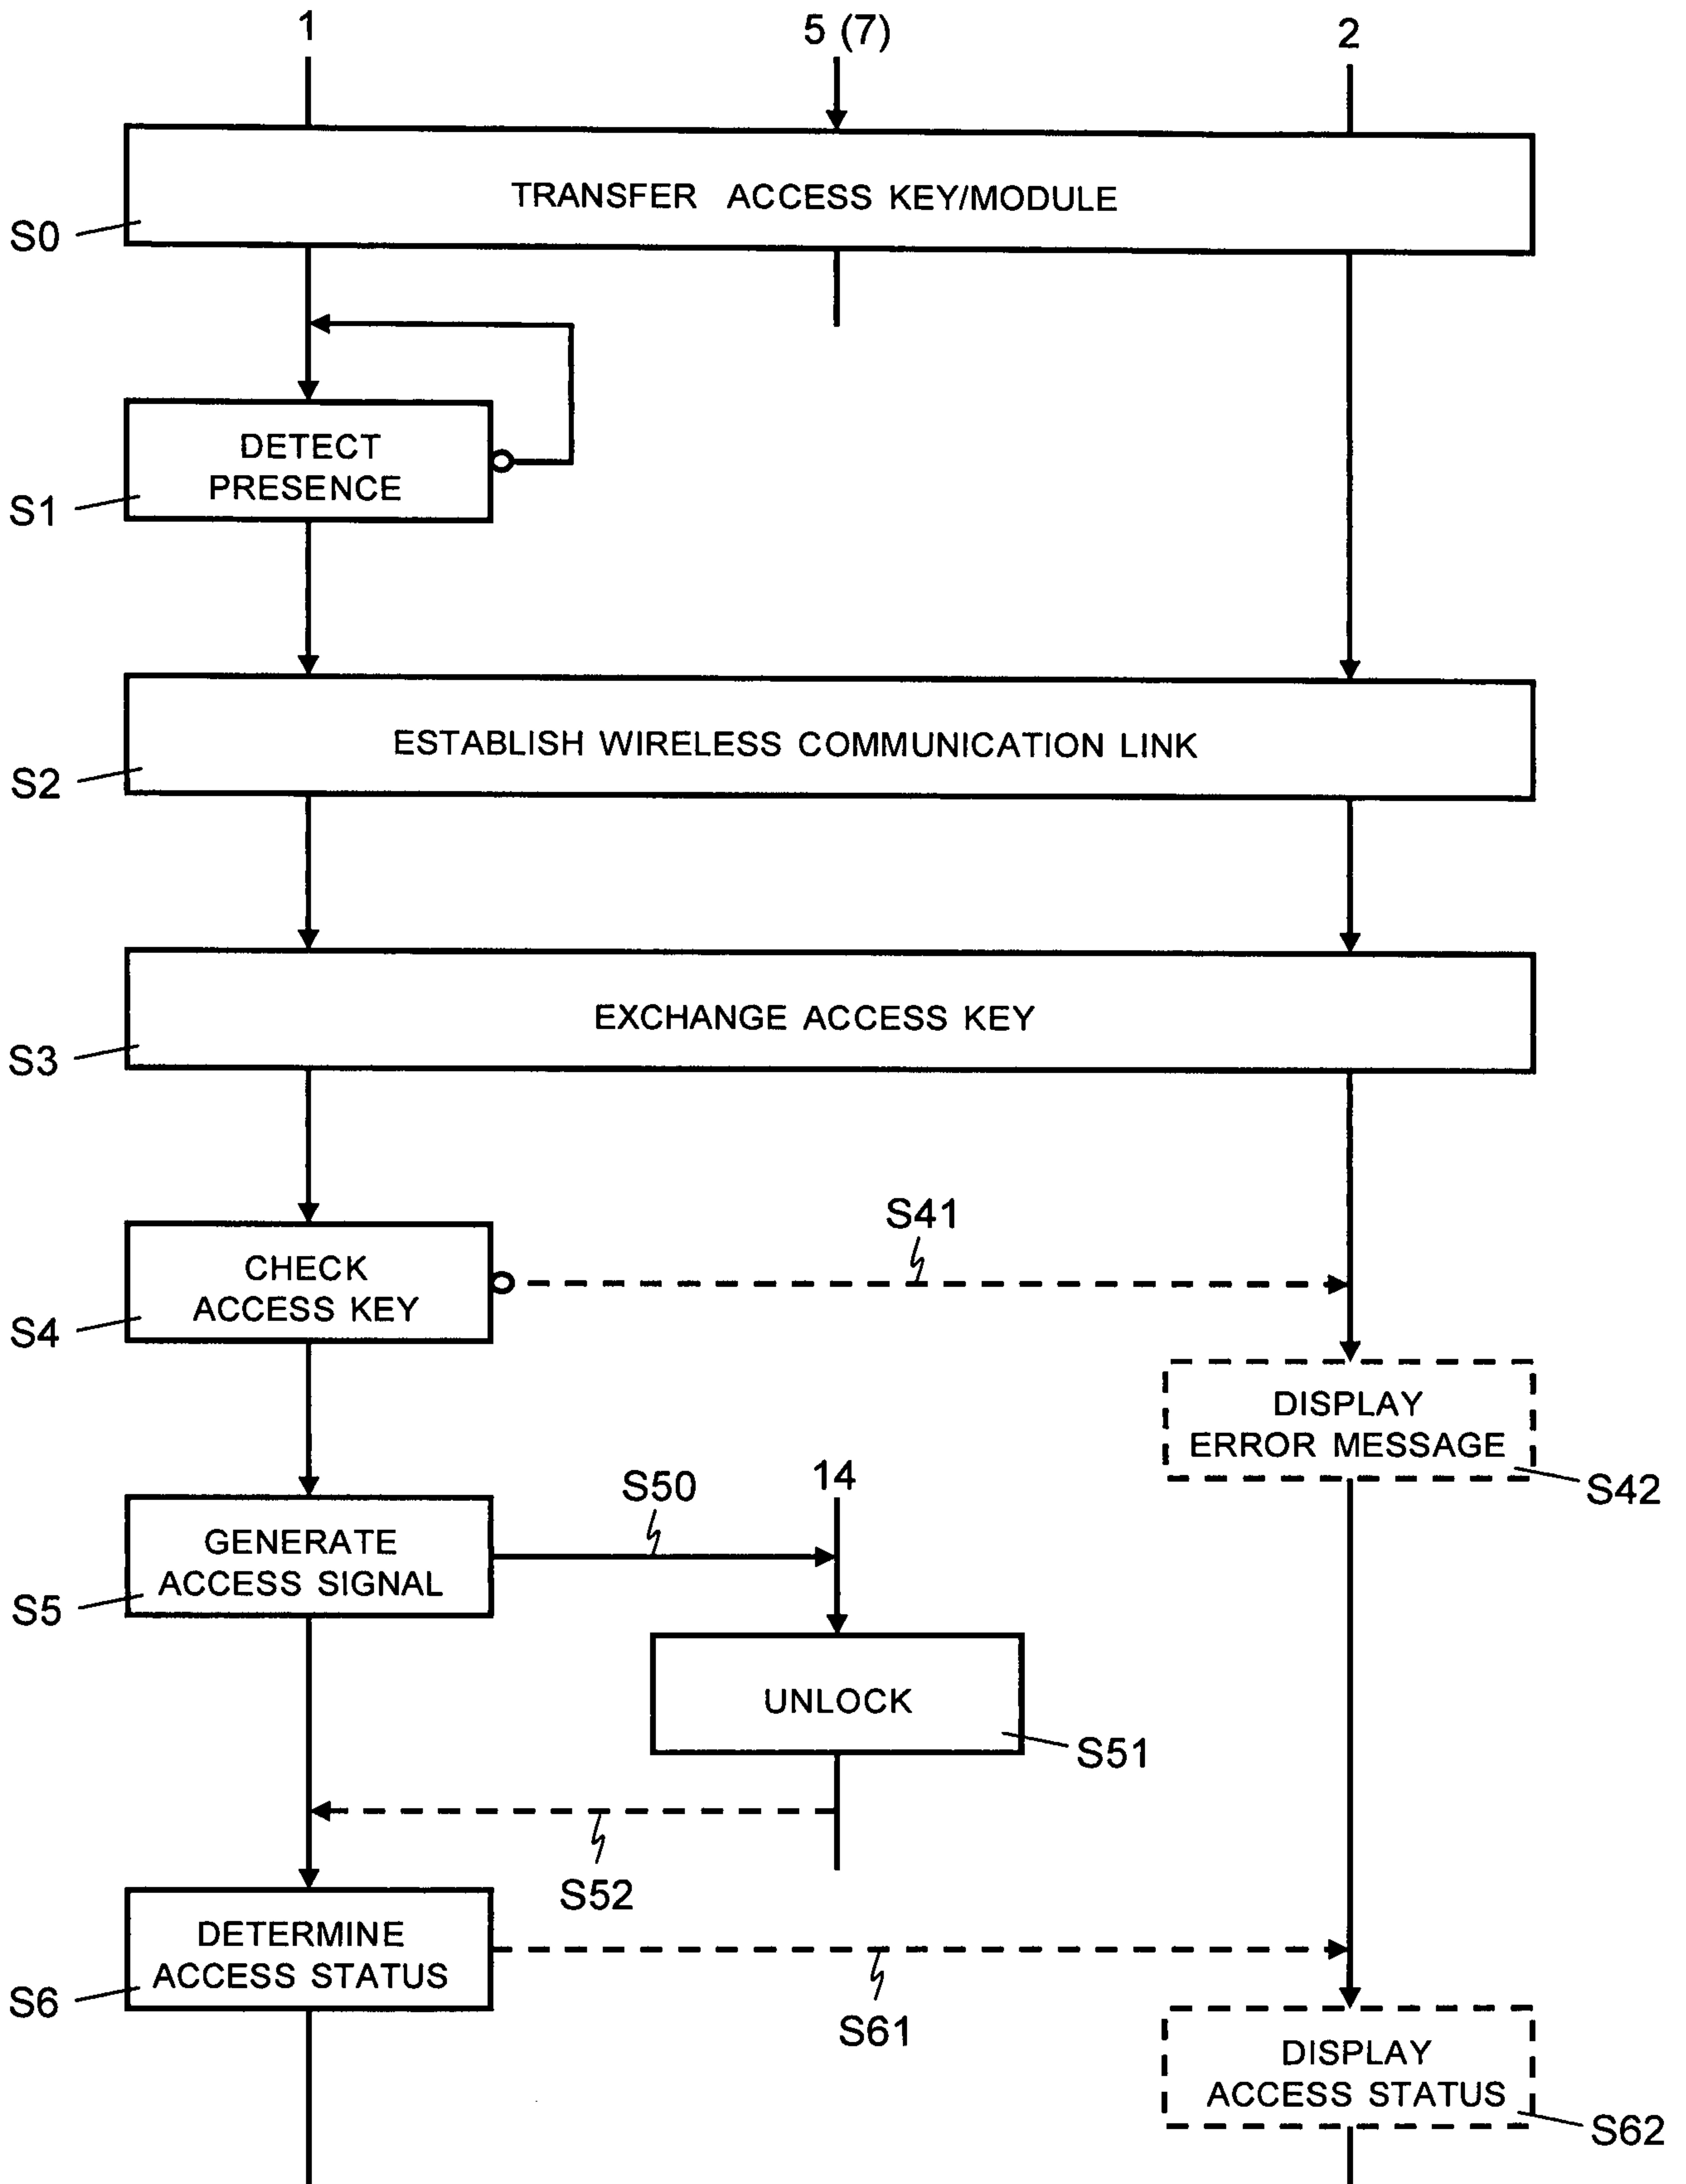 1
5 (7)
2
TRANSFER ACCESS KEY/MODULE
S0
DETECT
PRESENCE
S1
ESTABLISH WIRELESS COMMUNICATION LINK
S2
EXCHANGE ACCESS KEY
S3
S41
CHECK
ACCESS KEY
S4
DISPLAY
ERROR MESSAGE
S42
S50
14
GENERATE
ACCESS SIGNAL
S5
UNLOCK
S51
S52
DETERMINE
ACCESS STATUS
S6
S61
DISPLAY
ACCESS STATUS
S62